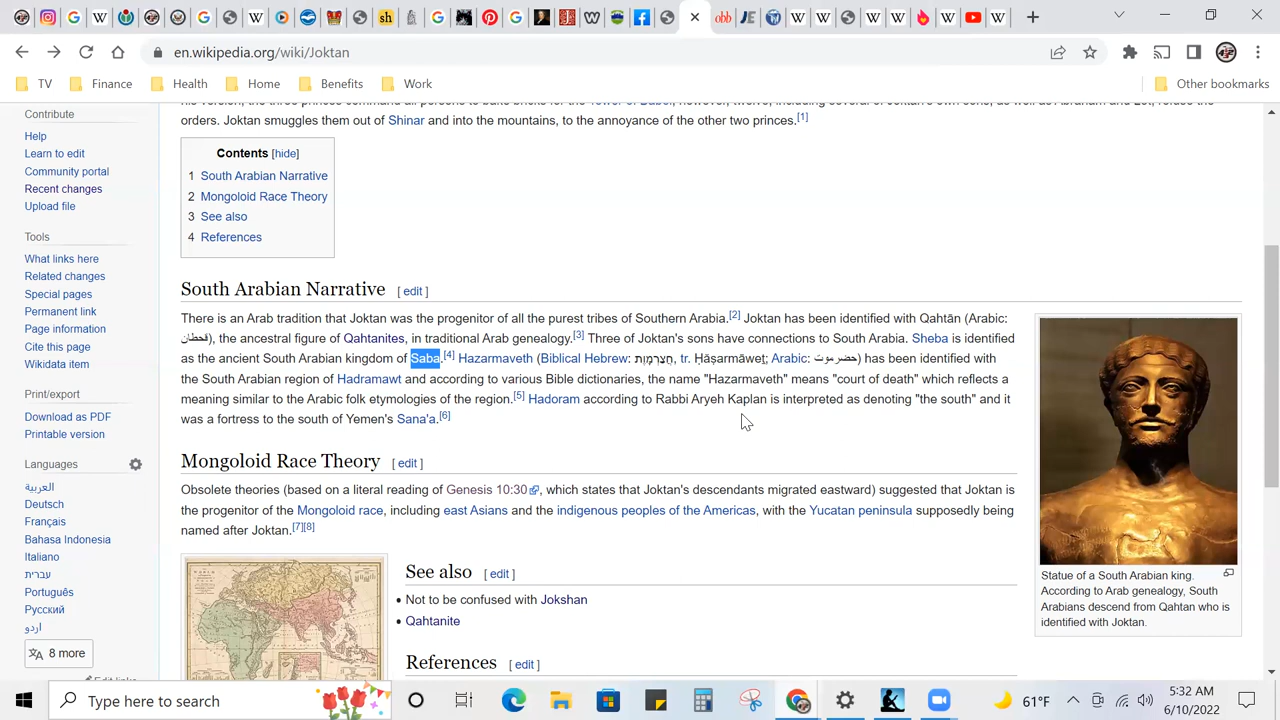 en.wikipedia.org/wiki/Joktan
TV
Finance
Health
Home
Benefits
Work
Other bookmarks
Contribute
Help
Learn to edit
Community portal
Recent changes
Upload file
Tools
What links here
Related changes
Special pages
Permanent link
Page information
Cite this page
Wikidata item
Print/export
Download as PDF
Printable version
Languages
العربية
Deutsch
Français
Bahasa Indonesia
Italiano
עברית
Português
Русский
اردو
8 more
Edit links
orders. Joktan smuggles them out of Shinar and into the mountains, to the annoyance of the other two princes.[1]
Contents [hide]
1 South Arabian Narrative
2 Mongoloid Race Theory
3 See also
4 References
South Arabian Narrative [ edit ]
There is an Arab tradition that Joktan was the progenitor of all the purest tribes of Southern Arabia.[2] Joktan has been identified with Qahtān (Arabic:
قحطان), the ancestral figure of Qahtanites, in traditional Arab genealogy.[3] Three of Joktan's sons have connections to South Arabia. Sheba is identified
as the ancient South Arabian kingdom of Saba.[4] Hazarmaveth (Biblical Hebrew: חֲצַרְמָוֶת, tr. Ḥăṣarmāweṯ; Arabic: حضرموت) has been identified with
the South Arabian region of Hadramawt and according to various Bible dictionaries, the name "Hazarmaveth" means "court of death" which reflects a
meaning similar to the Arabic folk etymologies of the region.[5] Hadoram according to Rabbi Aryeh Kaplan is interpreted as denoting "the south" and it
was a fortress to the south of Yemen's Sana'a.[6]
Mongoloid Race Theory [ edit ]
Obsolete theories (based on a literal reading of Genesis 10:30, which states that Joktan's descendants migrated eastward) suggested that Joktan is
the progenitor of the Mongoloid race, including east Asians and the indigenous peoples of the Americas, with the Yucatan peninsula supposedly being
named after Joktan.[7][8]
Statue of a South Arabian king.
According to Arab genealogy, South
Arabians descend from Qahtan who is
identified with Joktan.
See also [ edit ]
• Not to be confused with Jokshan
• Qahtanite
References [ edit ]
Type here to search
61°F
5:32 AM
6/10/2022